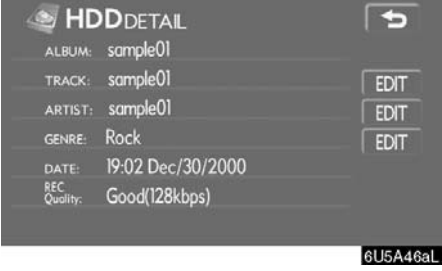 HDD DETAIL
ALBUM: sample01
TRACK: sample01 EDIT
ARTIST: sample01 EDIT
GENRE: Rock EDIT
DATE: 19:02 Dec/30/2000
REC
Quality: Good(128kbps)
6U5A46aL